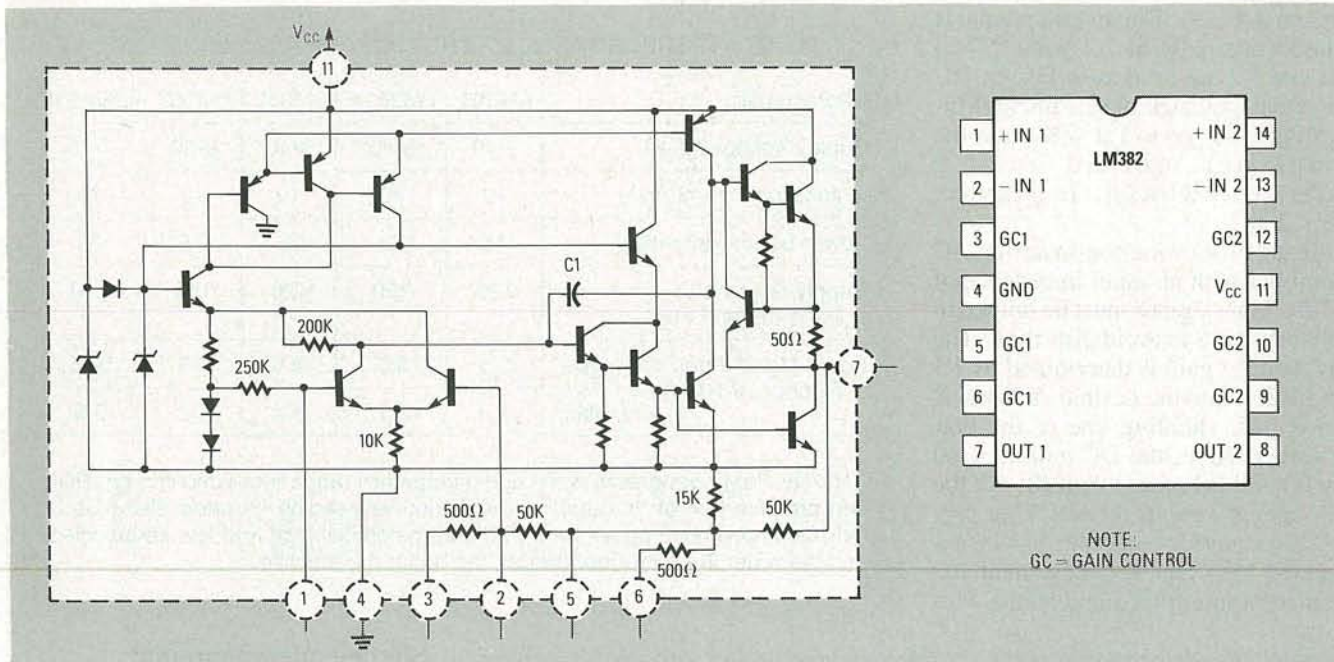 VCC
11
200K
250K
10K
C1
50Ω
7
500Ω
50K
15K
50K
500Ω
1
4
3
2
5
6
LM382
1 +IN 1
+IN 2 14
2 −IN 1
−IN 2 13
3 GC1
GC2 12
4 GND
VCC 11
5 GC1
GC2 10
6 GC1
GC2 9
7 OUT 1
OUT 2 8
NOTE:
GC = GAIN CONTROL